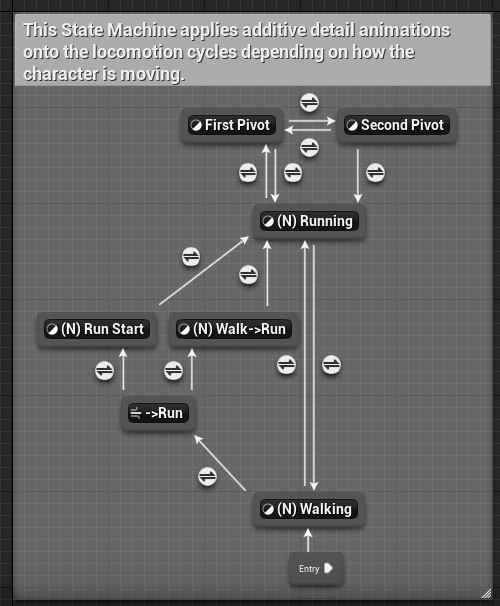 This State Machine applies additive detail animations
onto the locomotion cycles depending on how the
character is moving.
First Pivot
Second Pivot
(N) Running
(N) Run Start
(N) Walk->Run
->Run
(N) Walking
Entry